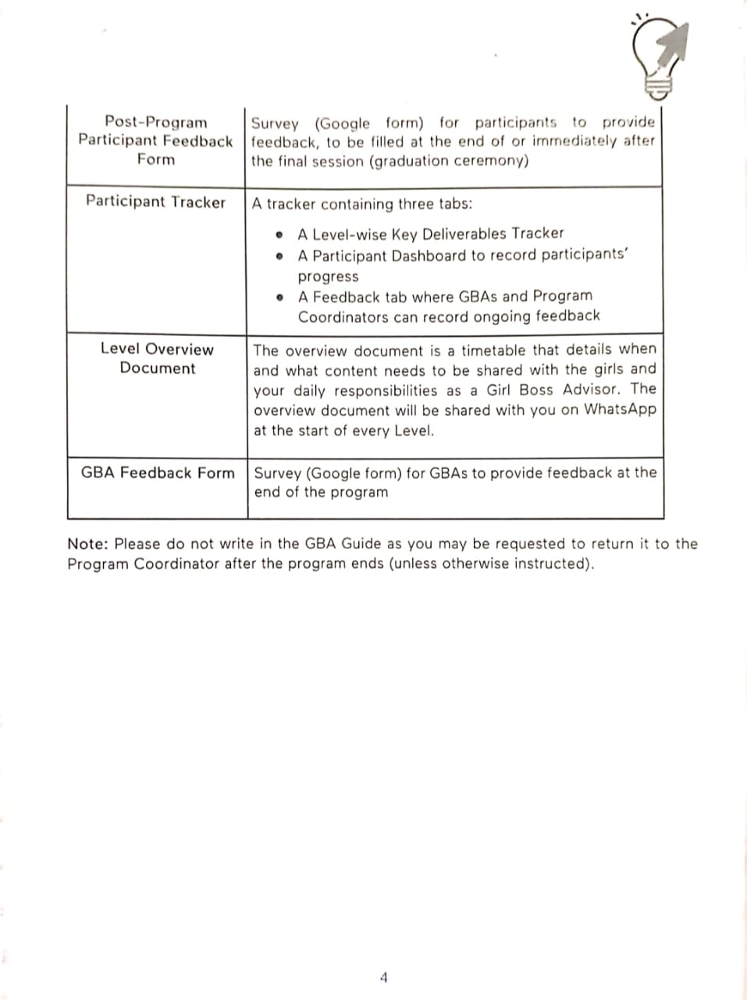 Post-Program
Participant Feedback
Form
Survey (Google form) for participants to provide
feedback, to be filled at the end of or immediately after
the final session (graduation ceremony)
Participant Tracker
A tracker containing three tabs:
• A Level-wise Key Deliverables Tracker
• A Participant Dashboard to record participants'
progress
• A Feedback tab where GBAs and Program
Coordinators can record ongoing feedback
Level Overview
Document
The overview document is a timetable that details when
and what content needs to be shared with the girls and
your daily responsibilities as a Girl Boss Advisor. The
overview document will be shared with you on WhatsApp
at the start of every Level.
GBA Feedback Form
Survey (Google form) for GBAs to provide feedback at the
end of the program
Note: Please do not write in the GBA Guide as you may be requested to return it to the
Program Coordinator after the program ends (unless otherwise instructed).
4